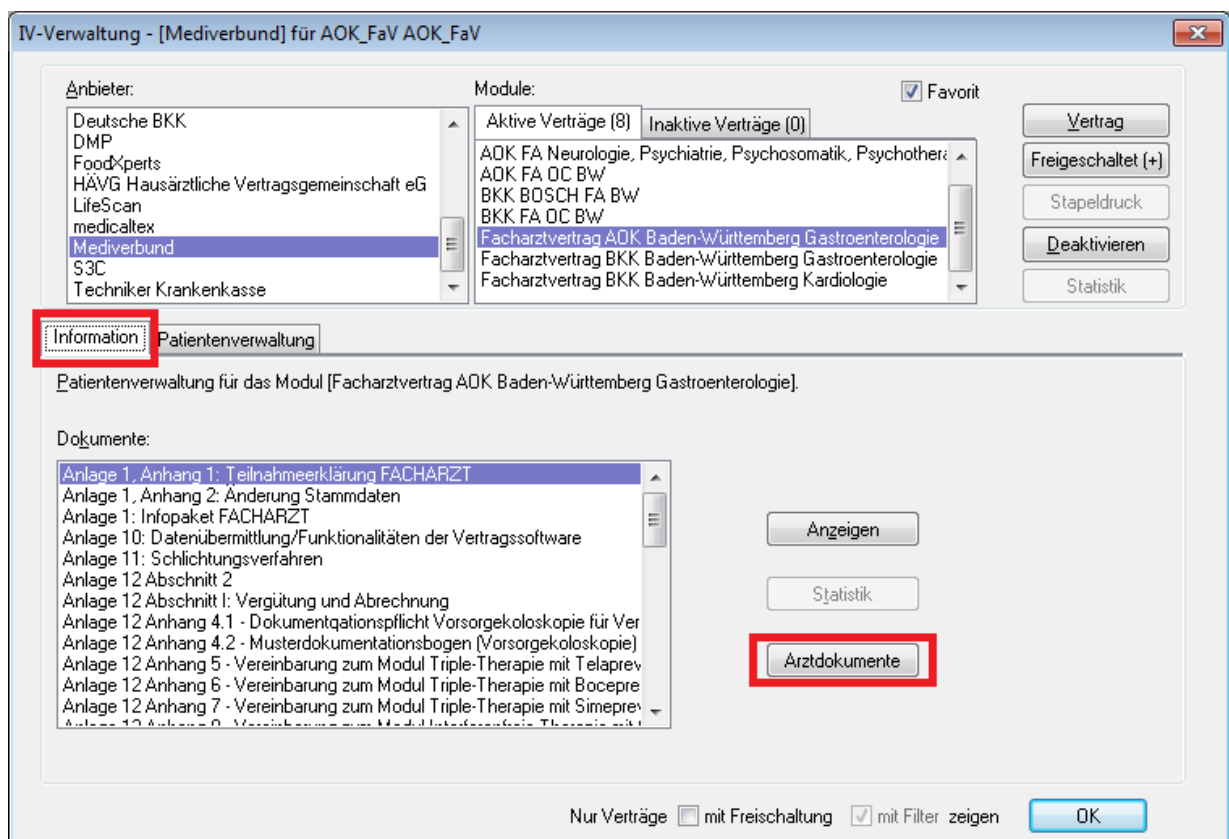 IV-Verwaltung - [Mediverbund] für AOK_FaV AOK_FaV
Anbieter:
Deutsche BKK
DMP
FoodXperts
HÄVG Hausärztliche Vertragsgemeinschaft eG
LifeScan
medicaltex
Mediverbund
S3C
Techniker Krankenkasse
Module:
Favorit
Aktive Verträge (8)
Inaktive Verträge (0)
AOK FA Neurologie, Psychiatrie, Psychosomatik, Psychothera
AOK FA OC BW
BKK BOSCH FA BW
BKK FA OC BW
Facharztvertrag AOK Baden-Württemberg Gastroenterologie
Facharztvertrag BKK Baden-Württemberg Gastroenterologie
Facharztvertrag BKK Baden-Württemberg Kardiologie
Vertrag
Freigeschaltet (+)
Stapeldruck
Deaktivieren
Statistik
Information
Patientenverwaltung
Patientenverwaltung für das Modul [Facharztvertrag AOK Baden-Württemberg Gastroenterologie].
Dokumente:
Anlage 1, Anhang 1: Teilnahmeerklärung FACHARZT
Anlage 1, Anhang 2: Änderung Stammdaten
Anlage 1: Infopaket FACHARZT
Anlage 10: Datenübermittlung/Funktionalitäten der Vertragssoftware
Anlage 11: Schlichtungsverfahren
Anlage 12 Abschnitt 2
Anlage 12 Abschnitt I: Vergütung und Abrechnung
Anlage 12 Anhang 4.1 - Dokumentqationspflicht Vorsorgekoloskopie für Ver
Anlage 12 Anhang 4.2 - Musterdokumentationsbogen (Vorsorgekoloskopie)
Anlage 12 Anhang 5 - Vereinbarung zum Modul Triple-Therapie mit Telaprev
Anlage 12 Anhang 6 - Vereinbarung zum Modul Triple-Therapie mit Bocepre
Anlage 12 Anhang 7 - Vereinbarung zum Modul Triple-Therapie mit Simeprev
Anzeigen
Statistik
Arztdokumente
Nur Verträge mit Freischaltung mit Filter zeigen
OK